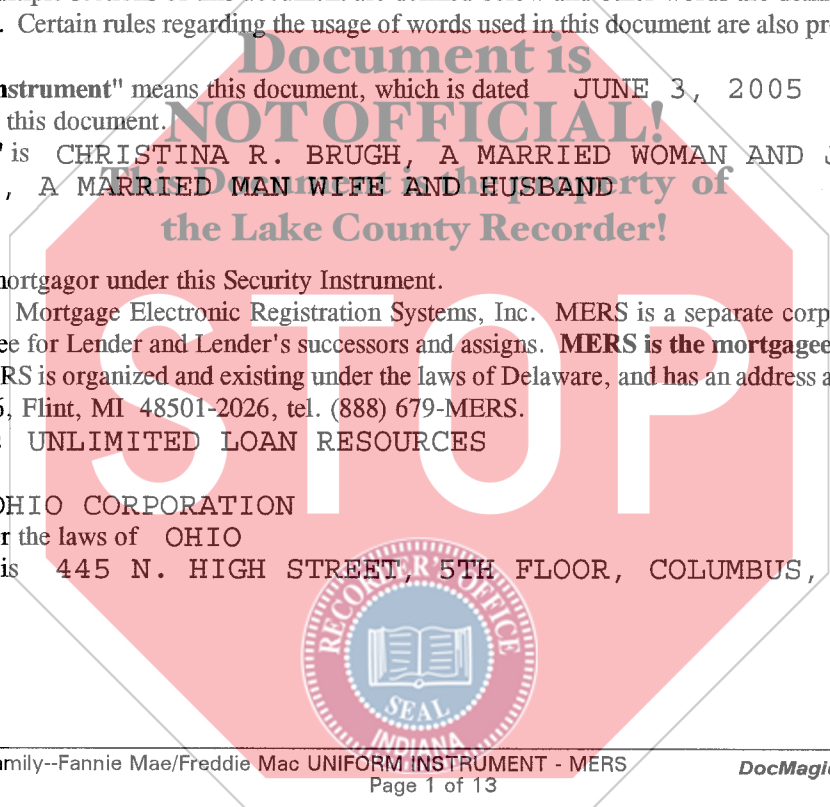 . Certain rules regarding the usage of words used in this document are also pr
Document is
nstrument" means this document, which is dated JUNE 3, 2005
this document.
NOT OFFICIAL!
" is CHRISTINA R. BRUGH, A MARRIED WOMAN AND J
, A MARRIED MAN WIFE AND HUSBAND
This Document is the property of
the Lake County Recorder!
mortgagor under this Security Instrument.
Mortgage Electronic Registration Systems, Inc. MERS is a separate corp
ee for Lender and Lender's successors and assigns. MERS is the mortgagee
RS is organized and existing under the laws of Delaware, and has an address a
6, Flint, MI 48501-2026, tel. (888) 679-MERS.
STOP
UNLIMITED LOAN RESOURCES
OHIO CORPORATION
r the laws of OHIO
is 445 N. HIGH STREET, 5TH FLOOR, COLUMBUS,
RECORDER'S OFFICE
SEAL
INDIANA
amily--Fannie Mae/Freddie Mac UNIFORM INSTRUMENT - MERS
DocMagic
Page 1 of 13